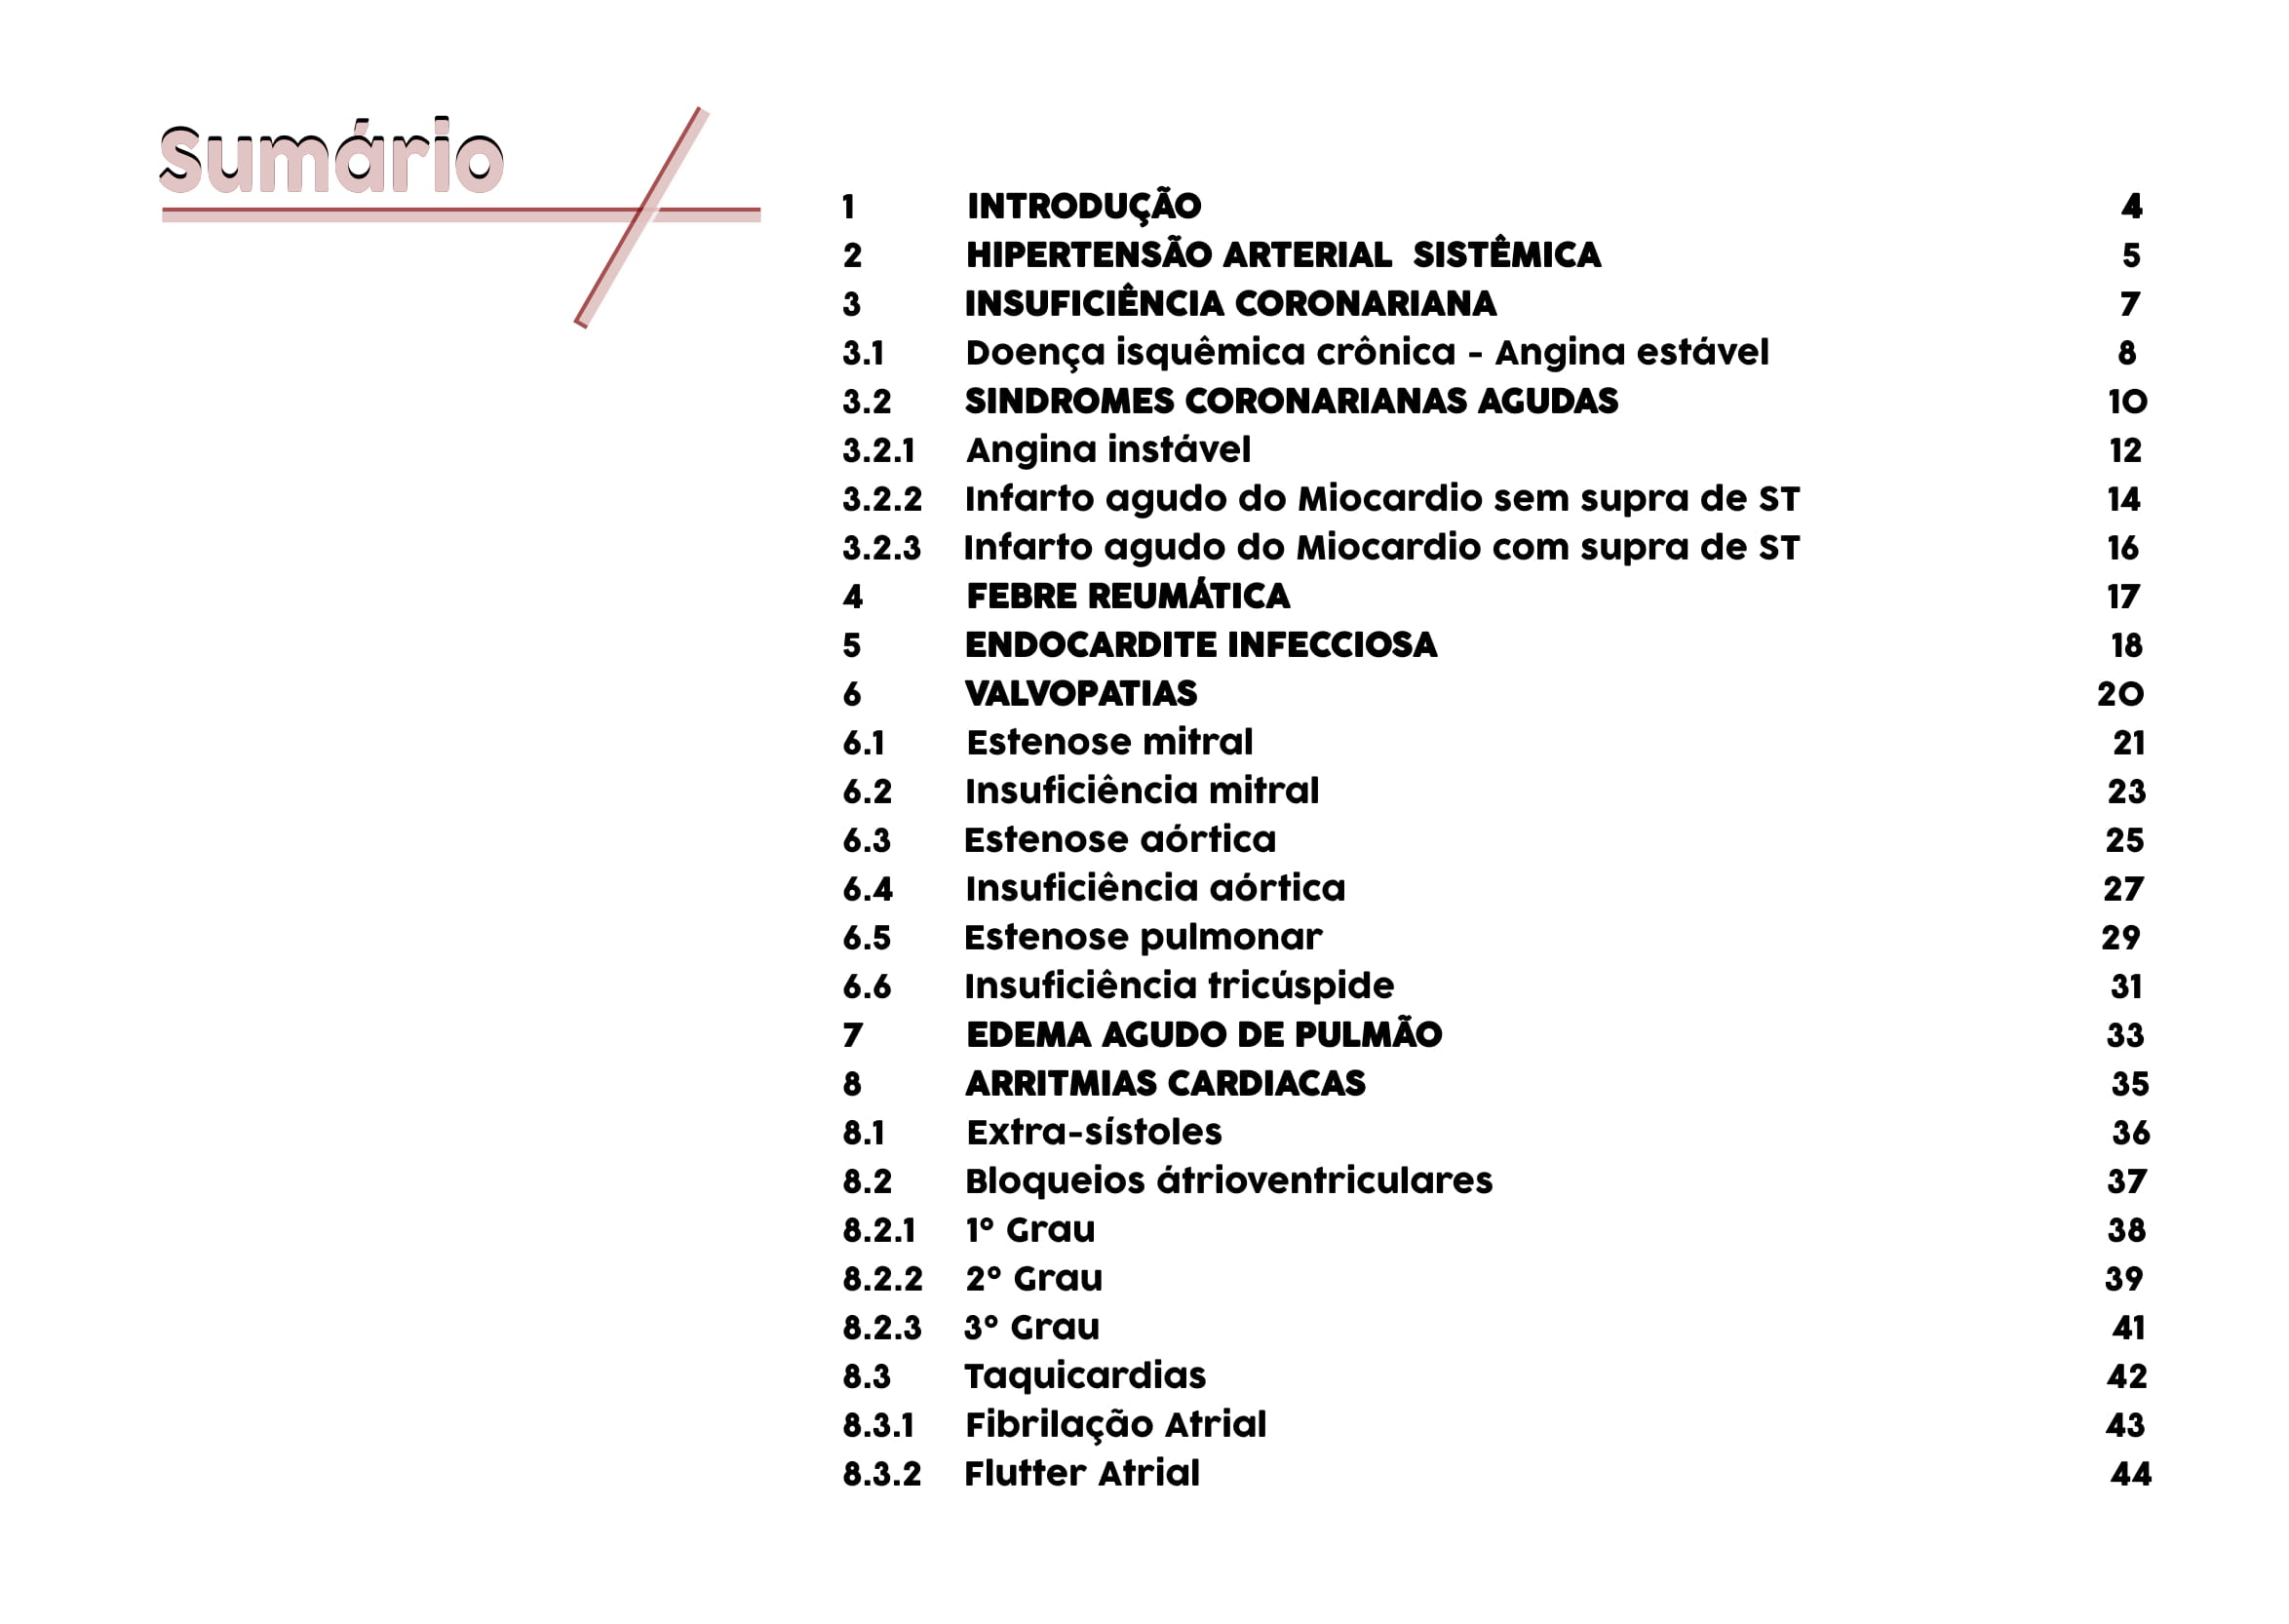 Sumário
1 INTRODUÇÃO 4
2 HIPERTENSÃO ARTERIAL SISTÊMICA 5
3 INSUFICIÊNCIA CORONARIANA 7
3.1 Doença isquêmica crônica - Angina estável 8
3.2 SINDROMES CORONARIANAS AGUDAS 10
3.2.1 Angina instável 12
3.2.2 Infarto agudo do Miocardio sem supra de ST 14
3.2.3 Infarto agudo do Miocardio com supra de ST 16
4 FEBRE REUMÁTICA 17
5 ENDOCARDITE INFECCIOSA 18
6 VALVOPATIAS 20
6.1 Estenose mitral 21
6.2 Insuficiência mitral 23
6.3 Estenose aórtica 25
6.4 Insuficiência aórtica 27
6.5 Estenose pulmonar 29
6.6 Insuficiência tricúspide 31
7 EDEMA AGUDO DE PULMÃO 33
8 ARRITMIAS CARDIACAS 35
8.1 Extra-sístoles 36
8.2 Bloqueios átrioventriculares 37
8.2.1 1° Grau 38
8.2.2 2° Grau 39
8.2.3 3° Grau 41
8.3 Taquicardias 42
8.3.1 Fibrilação Atrial 43
8.3.2 Flutter Atrial 44